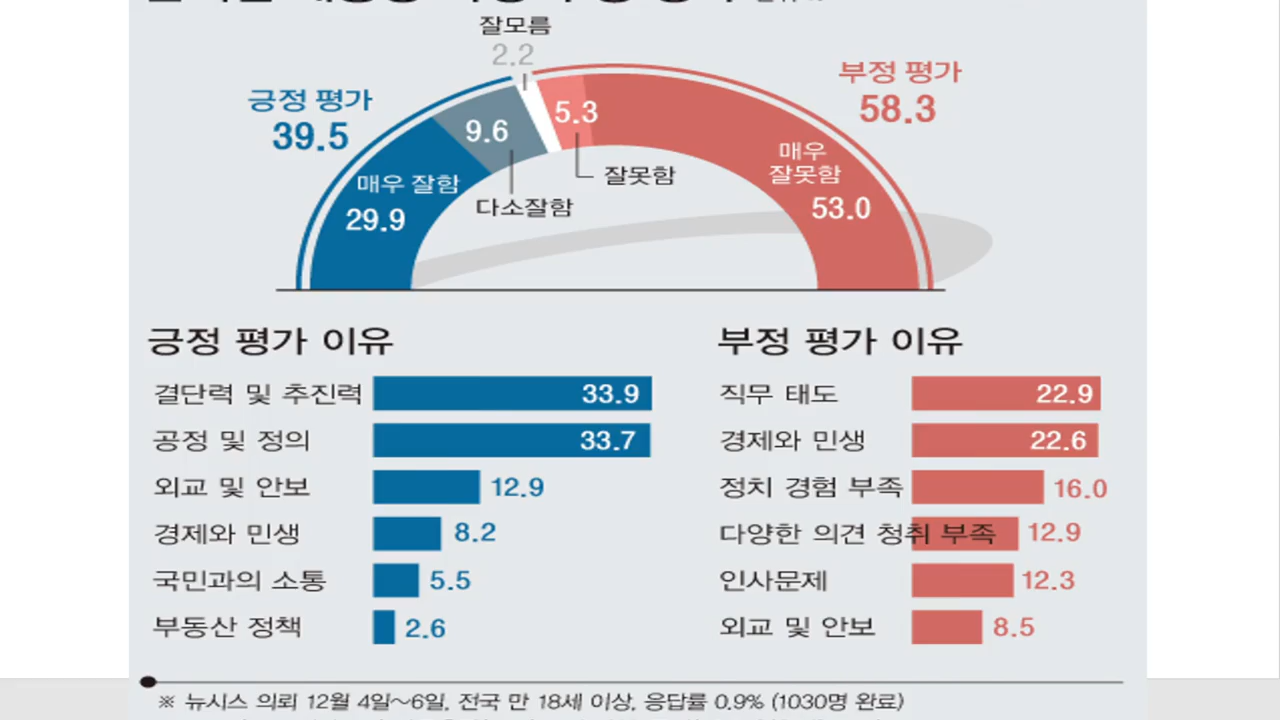 잘모름
2.2
긍정 평가
39.5
부정 평가
58.3
9.6
5.3
매우 잘함
29.9
다소잘함
잘못함
매우
잘못함
53.0
긍정 평가 이유
결단력 및 추진력 33.9
공정 및 정의 33.7
외교 및 안보 12.9
경제와 민생 8.2
국민과의 소통 5.5
부동산 정책 2.6
부정 평가 이유
직무 태도 22.9
경제와 민생 22.6
정치 경험 부족 16.0
다양한 의견 청취 부족 12.9
인사문제 12.3
외교 및 안보 8.5
※ 뉴시스 의뢰 12월 4일~6일, 전국 만 18세 이상, 응답률 0.9% (1030명 완료)